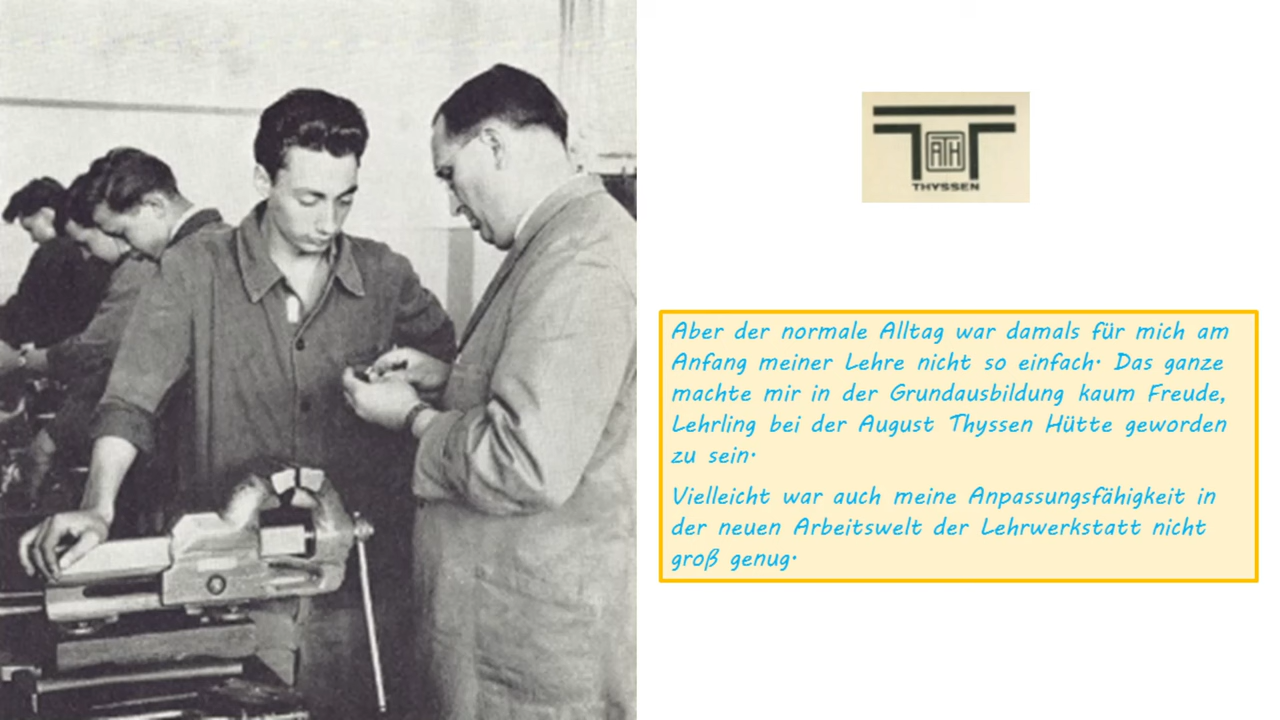 ATH
THYSSEN
Aber der normale Alltag war damals für mich am
Anfang meiner Lehre nicht so einfach. Das ganze
machte mir in der Grundausbildung kaum Freude,
Lehrling bei der August Thyssen Hütte geworden
zu sein.
Vielleicht war auch meine Anpassungsfähigkeit in
der neuen Arbeitswelt der Lehrwerkstatt nicht
groß genug.